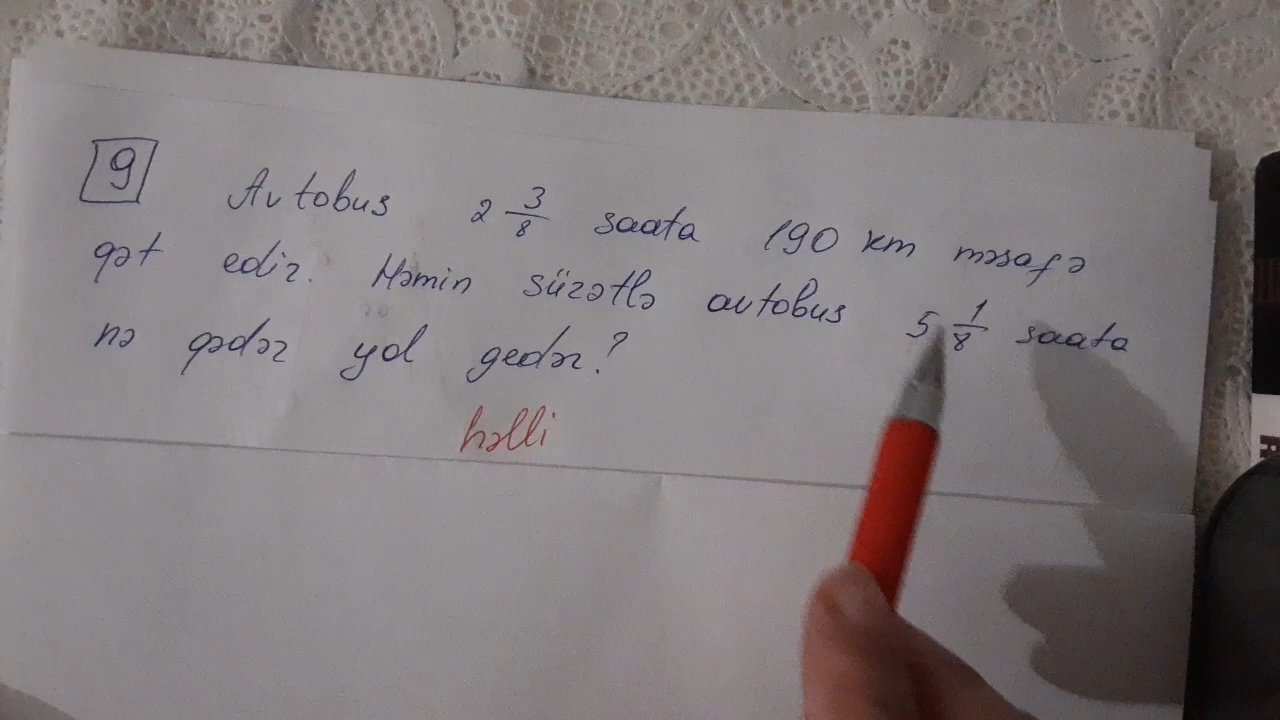 9 Avtobus 2 3/8 saata 190 km məsafə
qət edir. Həmin sürətlə avtobus 5 1/8 saata
nə qədər yol gedər?
həlli